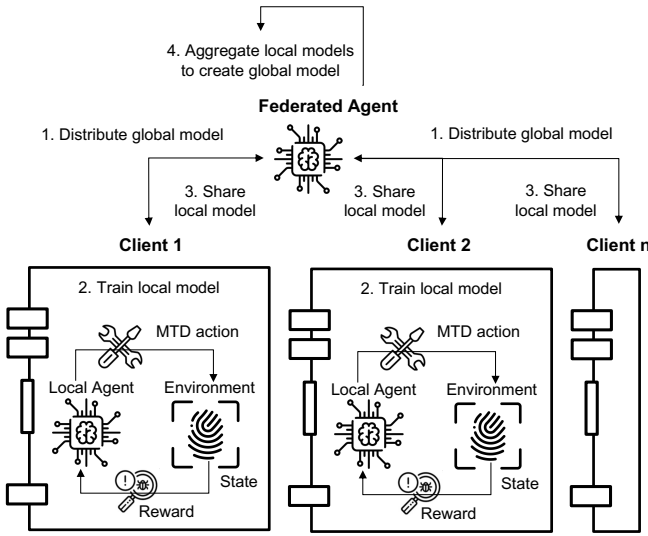 4. Aggregate local models
to create global model
Federated Agent
1. Distribute global model
1. Distribute global model
3. Share
local model
3. Share
local model
3. Share
local model
Client 1
Client 2
Client n
2. Train local model
MTD action
Local Agent
Environment
State
Reward
2. Train local model
MTD action
Local Agent
Environment
State
Reward